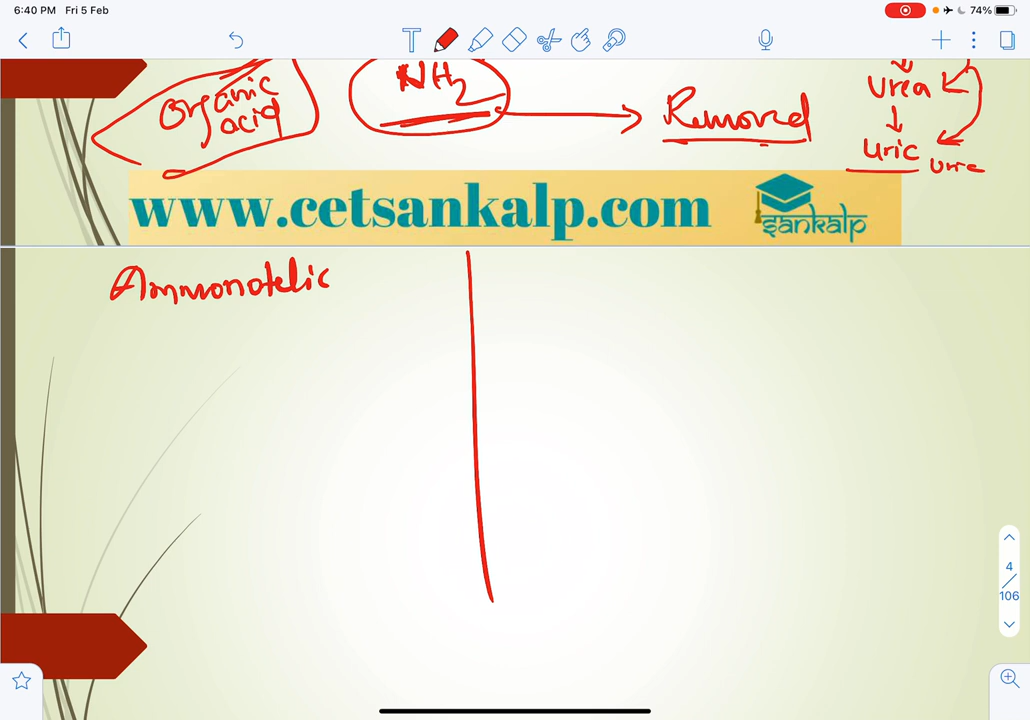 6:40 PM Fri 5 Feb
74%
T
Organic
acid
NH2
Removed
Urea
Uric
www.cetsankalp.com
sankalp
Ammonotelic
4
106